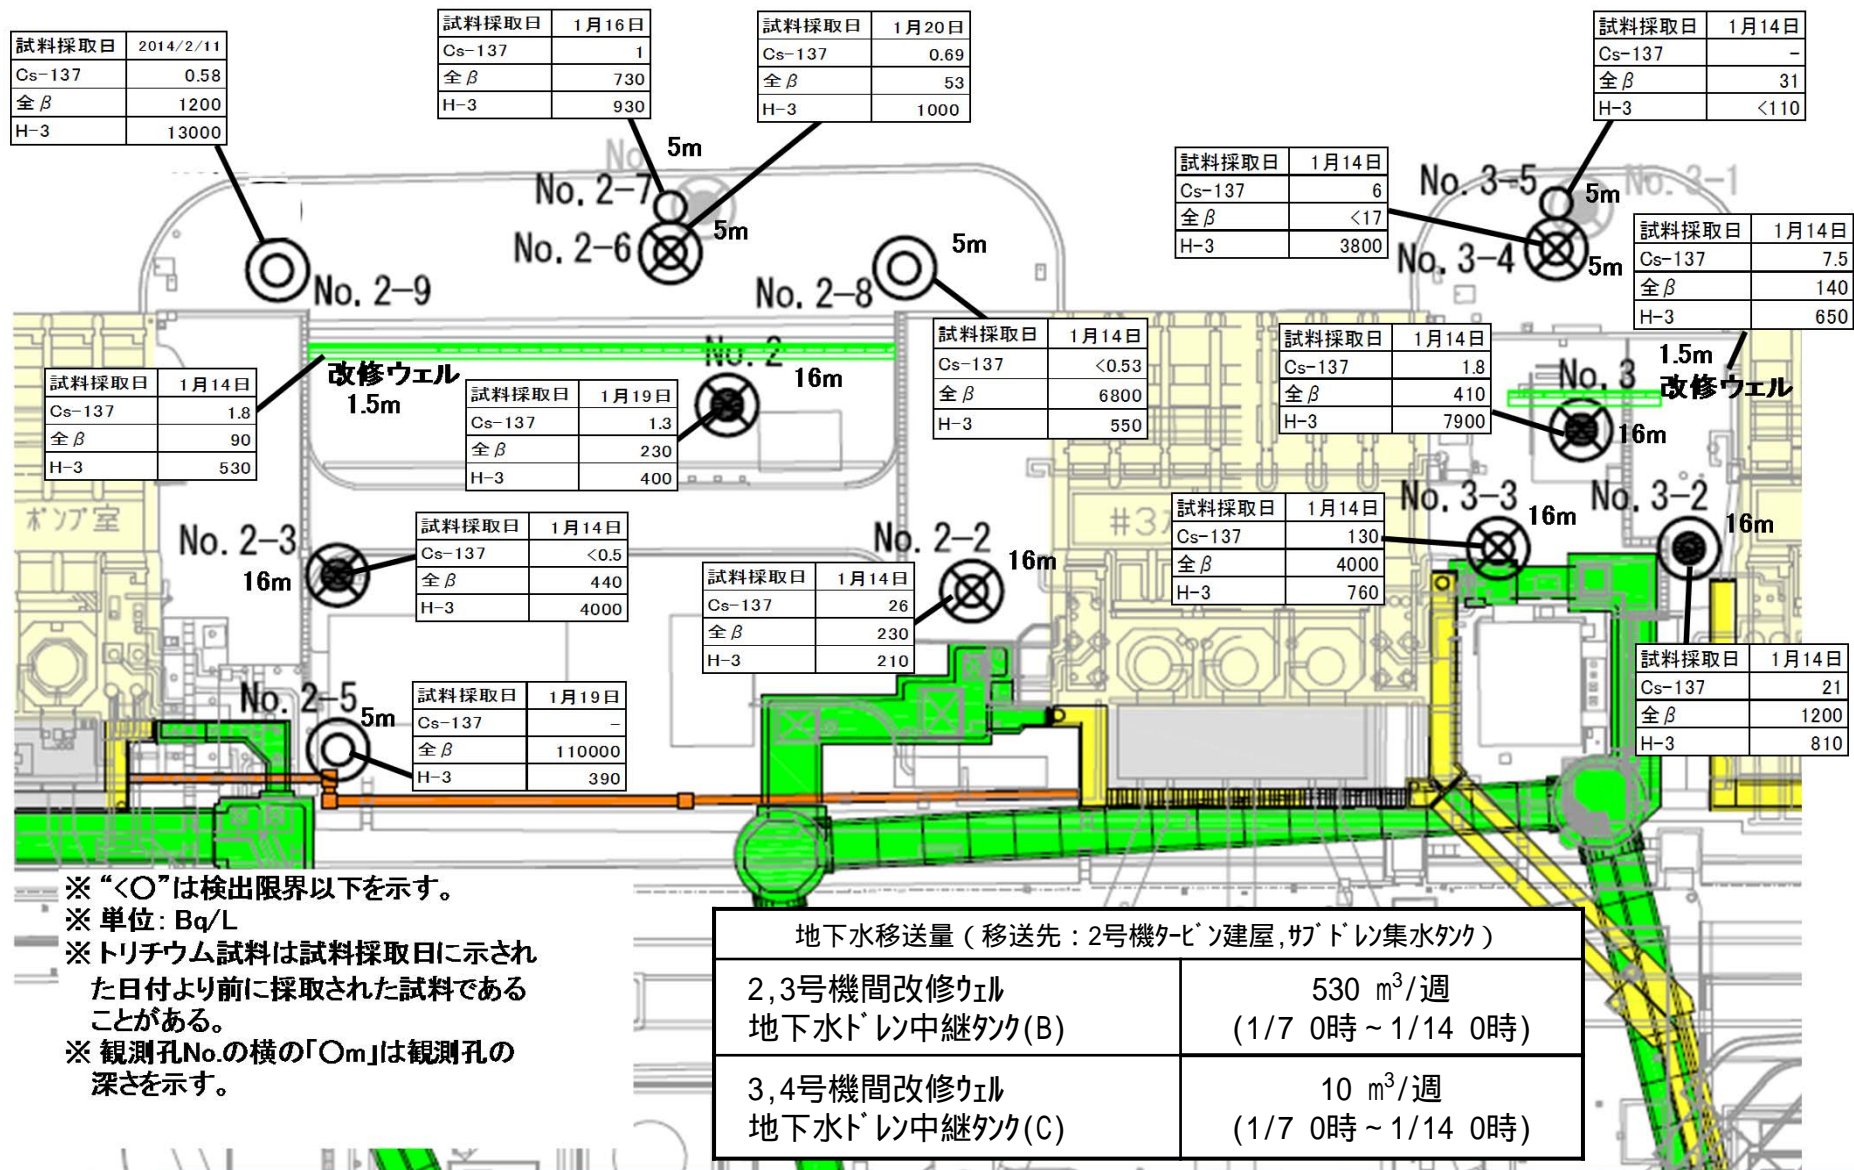 試料採取日 2014/2/11
Cs-137 0.58
全β 1200
H-3 13000
試料採取日 1月16日
Cs-137 1
全β 730
H-3 930
試料採取日 1月20日
Cs-137 0.69
全β 53
H-3 1000
試料採取日 1月14日
Cs-137 -
全β 31
H-3 <110
試料採取日 1月14日
Cs-137 6
全β <17
H-3 3800
試料採取日 1月14日
Cs-137 7.5
全β 140
H-3 650
No. 5m
No. 2-7
No. 2-6 5m
No. 2-9
No. 2-8 5m
No. 3-5 5m
No. 3-1
No. 3-4 5m
試料採取日 1月14日
Cs-137 1.8
全β 90
H-3 530
改修ウェル
1.5m
No. 2
16m
試料採取日 1月19日
Cs-137 1.3
全β 230
H-3 400
試料採取日 1月14日
Cs-137 <0.53
全β 6800
H-3 550
試料採取日 1月14日
Cs-137 1.8
全β 410
H-3 7900
No. 3
16m
1.5m
改修ウェル
ポンプ室
No. 2-3
16m
試料採取日 1月14日
Cs-137 <0.5
全β 440
H-3 4000
No. 2-2
16m
試料採取日 1月14日
Cs-137 26
全β 230
H-3 210
#3
試料採取日 1月14日
Cs-137 130
全β 4000
H-3 760
No. 3-3
16m
No. 3-2
16m
試料採取日 1月14日
Cs-137 21
全β 1200
H-3 810
No. 2-5
5m
試料採取日 1月19日
Cs-137 -
全β 110000
H-3 390
※ “<〇”は検出限界以下を示す。
※ 単位: Bq/L
※ トリチウム試料は試料採取日に示され
た日付より前に採取された試料である
ことがある。
※ 観測孔No.の横の「〇m」は観測孔の
深さを示す。
地下水移送量(移送先:2号機ﾀｰﾋﾞﾝ建屋,ｻﾌﾞﾄﾞﾚﾝ集水ﾀﾝｸ)
2,3号機間改修ｳｪﾙ 530 m³/週
地下水ﾄﾞﾚﾝ中継ﾀﾝｸ(B) (1/7 0時~1/14 0時)
3,4号機間改修ｳｪﾙ 10 m³/週
地下水ﾄﾞﾚﾝ中継ﾀﾝｸ(C) (1/7 0時~1/14 0時)